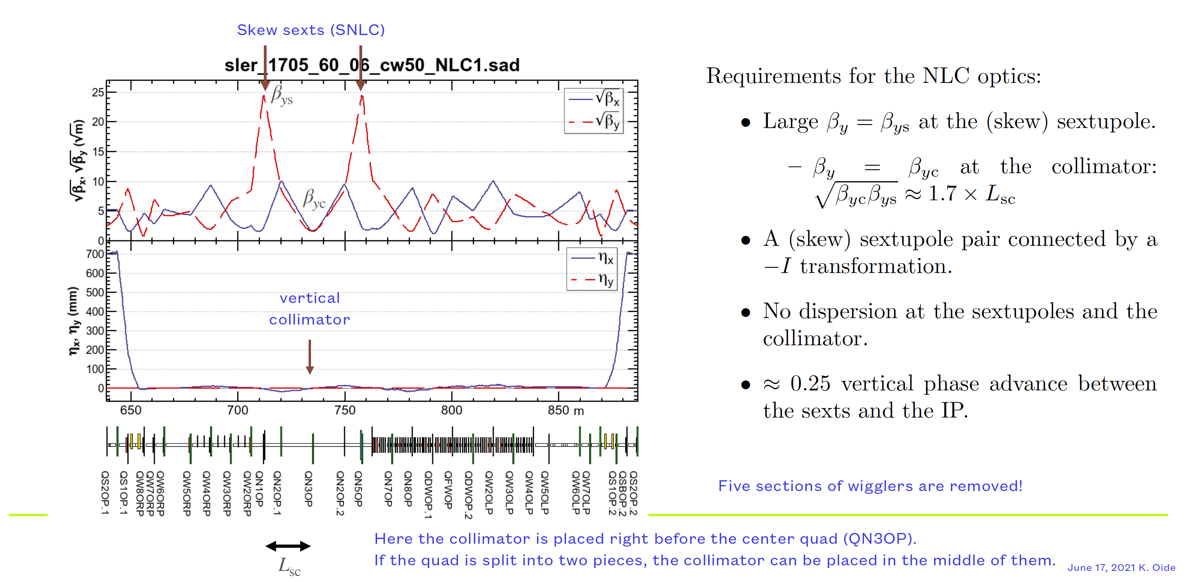 Skew sexts (SNLC)
sler_1705_60_06_cw50_NLC1.sad
βys
√βx
√βy
√βx, √βy (√m)
25
20
15
10
5
0
βyc
ηx
ηy
ηx, ηy (mm)
700
600
500
400
300
200
100
0
vertical
collimator
650 700 750 800 850 m
QS2OP.1 QS1OP.1 QW8ORP QW7ORP QW6ORP QW5ORP QW4ORP QW3ORP QW2ORP QN1OP QN2OP.1 QN3OP QN2OP.2 QN5OP QN7OP QN8OP QDWOP.1 QFWOP QDWOP.2 QW2OLP QW3OLP QW4OLP QW5OLP QW6OLP QW7OLP QS1OP.2 QSBOP.2 QS2OP.2
Lsc
Requirements for the NLC optics:
• Large βy = βys at the (skew) sextupole.
– βy = βyc at the collimator:
√βycβys ≈ 1.7 × Lsc
• A (skew) sextupole pair connected by a
−I transformation.
• No dispersion at the sextupoles and the
collimator.
• ≈ 0.25 vertical phase advance between
the sexts and the IP.
Five sections of wigglers are removed!
Here the collimator is placed right before the center quad (QN3OP).
If the quad is split into two pieces, the collimator can be placed in the middle of them.
June 17, 2021 K. Oide